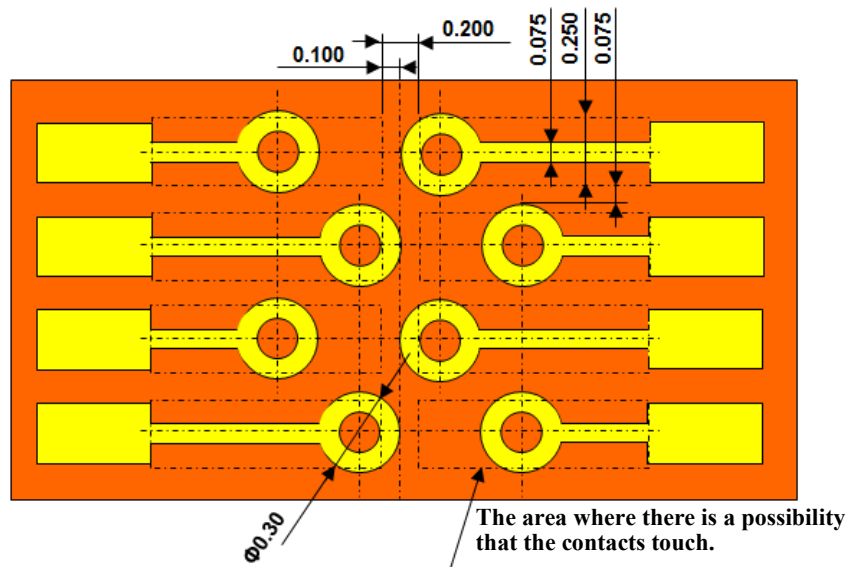 0.200
0.100
0.075
0.250
0.075
Φ0.30
The area where there is a possibility
that the contacts touch.